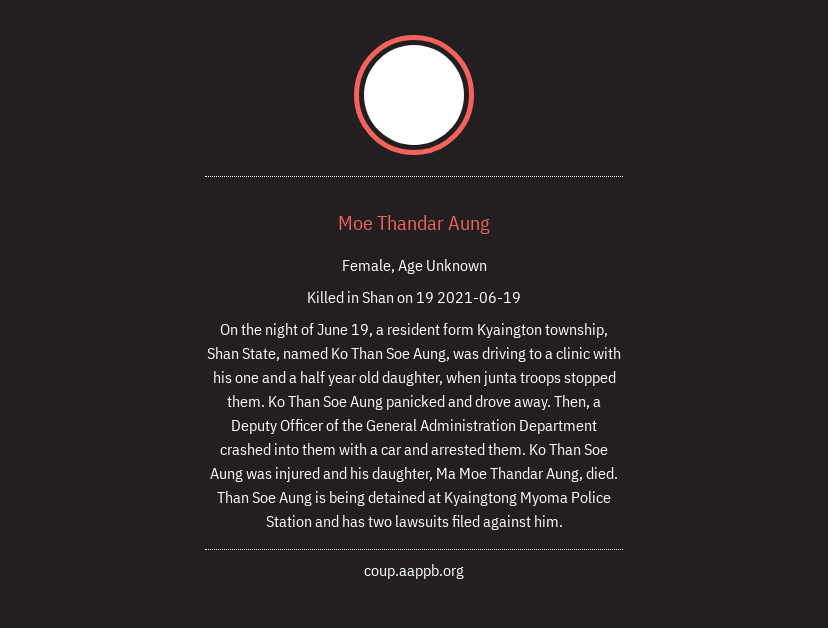 Moe Thandar Aung
Female, Age Unknown
Killed in Shan on 19 2021-06-19
On the night of June 19, a resident form Kyaington township,
Shan State, named Ko Than Soe Aung, was driving to a clinic with
his one and a half year old daughter, when junta troops stopped
them. Ko Than Soe Aung panicked and drove away. Then, a
Deputy Officer of the General Administration Department
crashed into them with a car and arrested them. Ko Than Soe
Aung was injured and his daughter, Ma Moe Thandar Aung, died.
Than Soe Aung is being detained at Kyaingtong Myoma Police
Station and has two lawsuits filed against him.
coup.aappb.org